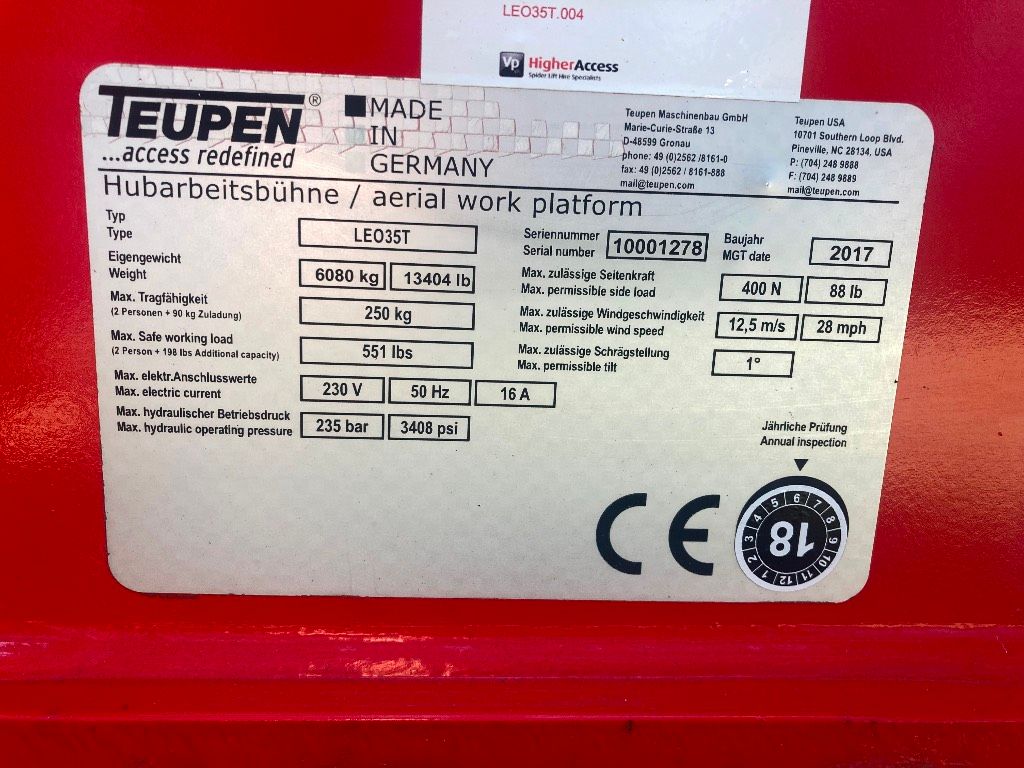 LEO35T.004
Vp HigherAccess
Spider Lift Hire Specialists
TEUPEN®
...access redefined
MADE
IN
GERMANY
Teupen Maschinenbau GmbH
Marie-Curie-Straße 13
D-48599 Gronau
phone: 49 (0)2562 /8161-0
fax: 49 (0)2562 / 8161-888
mail@teupen.com
Teupen USA
10701 Southern Loop Blvd.
Pineville, NC 28134, USA
P: (704) 248 9888
F: (704) 248 9889
mail@teupen.com
Hubarbeitsbühne / aerial work platform
Typ
Type
LEO35T
Eigengewicht
Weight
6080 kg 13404 lb
Max. Tragfähigkeit
(2 Personen + 90 kg Zuladung)
250 kg
Max. Safe working load
(2 Person + 198 lbs Additional capacity)
551 lbs
Max. elektr.Anschlusswerte
Max. electric current
230 V 50 Hz 16 A
Max. hydraulischer Betriebsdruck
Max. hydraulic operating pressure
235 bar 3408 psi
Seriennummer
Serial number
10001278
Baujahr
MGT date
2017
Max. zulässige Seitenkraft
Max. permissible side load
400 N 88 lb
Max. zulässige Windgeschwindigkeit
Max. permissible wind speed
12,5 m/s 28 mph
Max. zulässige Schrägstellung
Max. permissible tilt
1°
Jährliche Prüfung
Annual inspection
CE
1 2 3 4 5 6 7 8 9 10 11 12
18